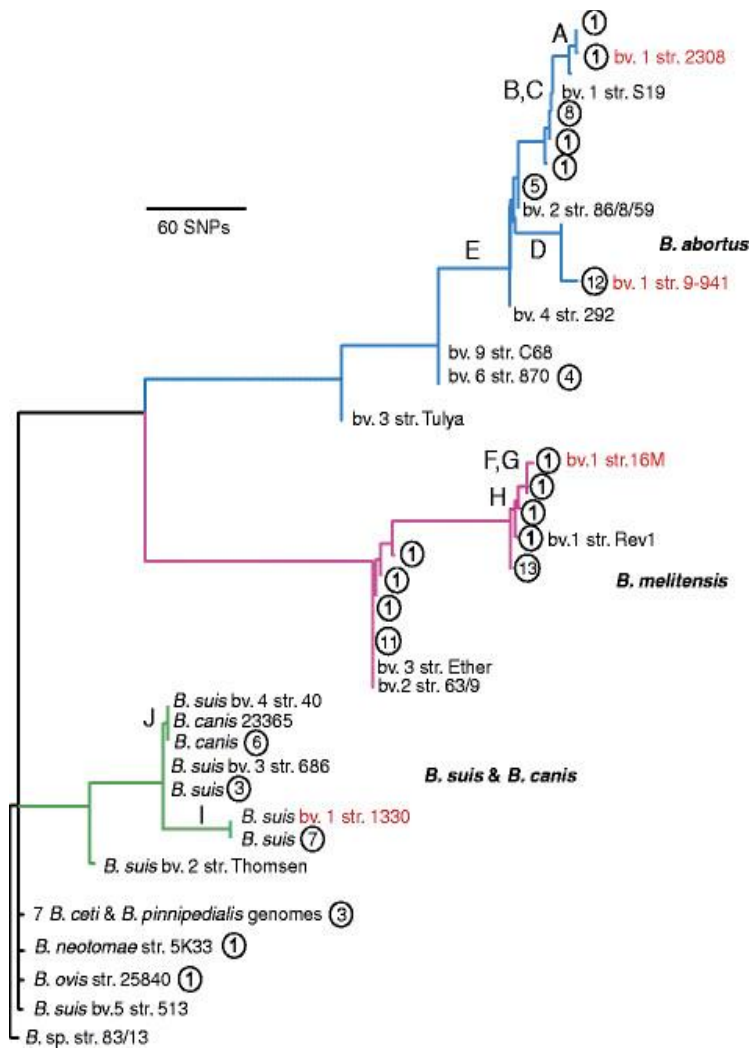 1
A
1 bv. 1 str. 2308
B,C
bv. 1 str. S19
8
1
1
5
60 SNPs
bv. 2 str. 86/8/59
E
D
B. abortus
12 bv. 1 str. 9-941
bv. 4 str. 292
bv. 9 str. C68
bv. 6 str. 870 4
bv. 3 str. Tulya
F,G
1 bv.1 str.16M
1
H
1
1 bv.1 str. Rev1
1
13
B. melitensis
1
1
11
bv. 3 str. Ether
bv.2 str. 63/9
B. suis bv. 4 str. 40
J
B. canis 23365
B. canis 6
B. suis bv. 3 str. 686
B. suis & B. canis
B. suis 3
I
B. suis bv. 1 str. 1330
B. suis 7
B. suis bv. 2 str. Thomsen
7 B. ceti & B. pinnipedialis genomes 3
B. neotomae str. 5K33 1
B. ovis str. 25840 1
B. suis bv.5 str. 513
B. sp. str. 83/13